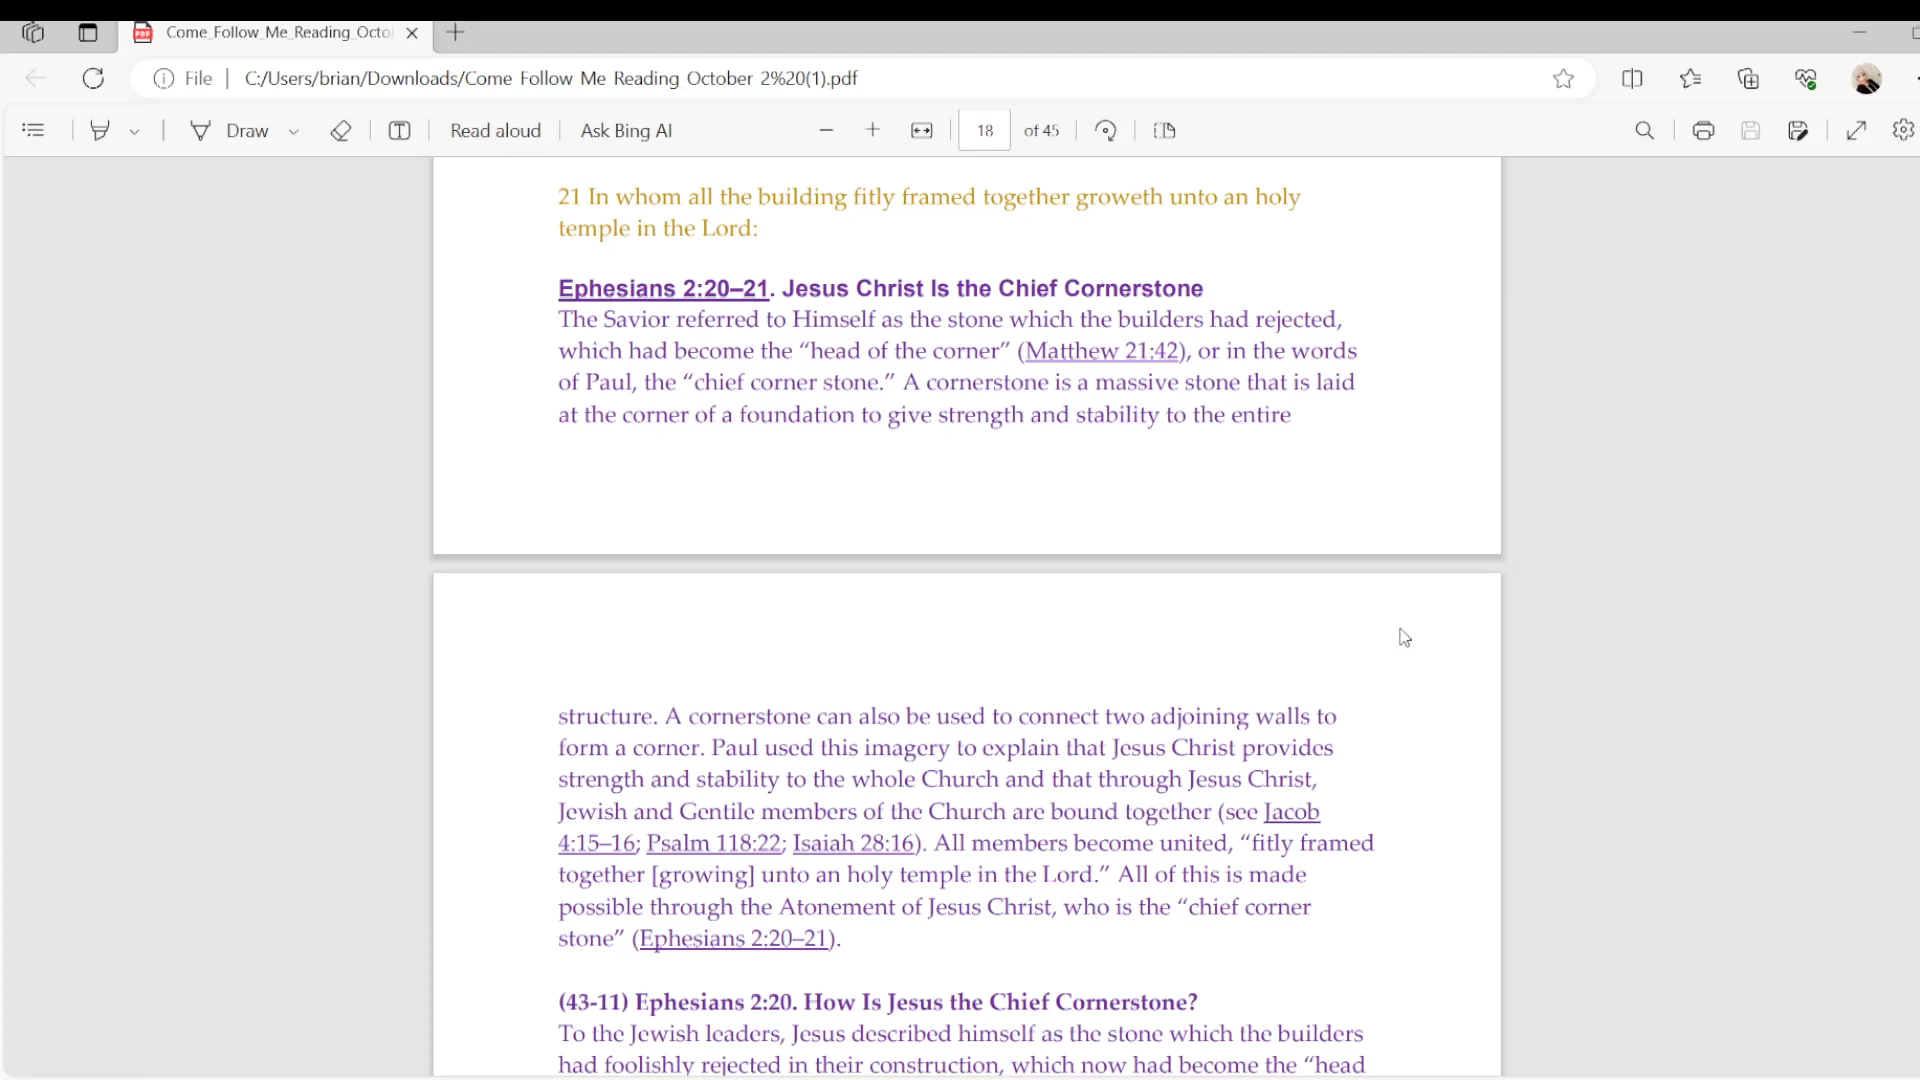 Come_Follow_Me_Reading_Octo
File
C:/Users/brian/Downloads/Come Follow Me Reading October 2%20(1).pdf
Draw
Read aloud
Ask Bing AI
18 of 45
21 In whom all the building fitly framed together groweth unto an holy
temple in the Lord:
Ephesians 2:20–21. Jesus Christ Is the Chief Cornerstone
The Savior referred to Himself as the stone which the builders had rejected,
which had become the “head of the corner” (Matthew 21:42), or in the words
of Paul, the “chief corner stone.” A cornerstone is a massive stone that is laid
at the corner of a foundation to give strength and stability to the entire
structure. A cornerstone can also be used to connect two adjoining walls to
form a corner. Paul used this imagery to explain that Jesus Christ provides
strength and stability to the whole Church and that through Jesus Christ,
Jewish and Gentile members of the Church are bound together (see Jacob
4:15–16; Psalm 118:22; Isaiah 28:16). All members become united, “fitly framed
together [growing] unto an holy temple in the Lord.” All of this is made
possible through the Atonement of Jesus Christ, who is the “chief corner
stone” (Ephesians 2:20–21).
(43-11) Ephesians 2:20. How Is Jesus the Chief Cornerstone?
To the Jewish leaders, Jesus described himself as the stone which the builders
had foolishly rejected in their construction, which now had become the “head